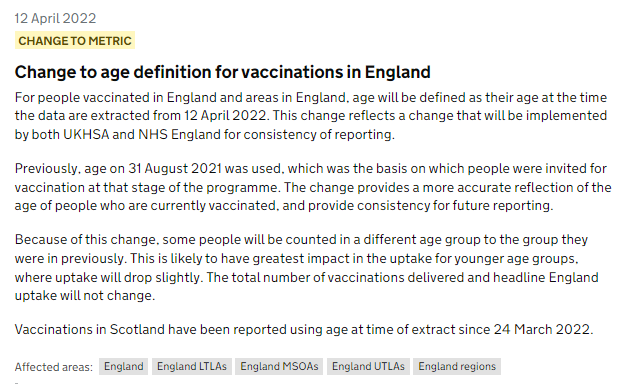 12 April 2022
CHANGE TO METRIC
Change to age definition for vaccinations in England
For people vaccinated in England and areas in England, age will be defined as their age at the time
the data are extracted from 12 April 2022. This change reflects a change that will be implemented
by both UKHSA and NHS England for consistency of reporting.
Previously, age on 31 August 2021 was used, which was the basis on which people were invited for
vaccination at that stage of the programme. The change provides a more accurate reflection of the
age of people who are currently vaccinated, and provide consistency for future reporting.
Because of this change, some people will be counted in a different age group to the group they
were in previously. This is likely to have greatest impact in the uptake for younger age groups,
where uptake will drop slightly. The total number of vaccinations delivered and headline England
uptake will not change.
Vaccinations in Scotland have been reported using age at time of extract since 24 March 2022.
Affected areas: England England LTLAs England MSOAs England UTLAs England regions